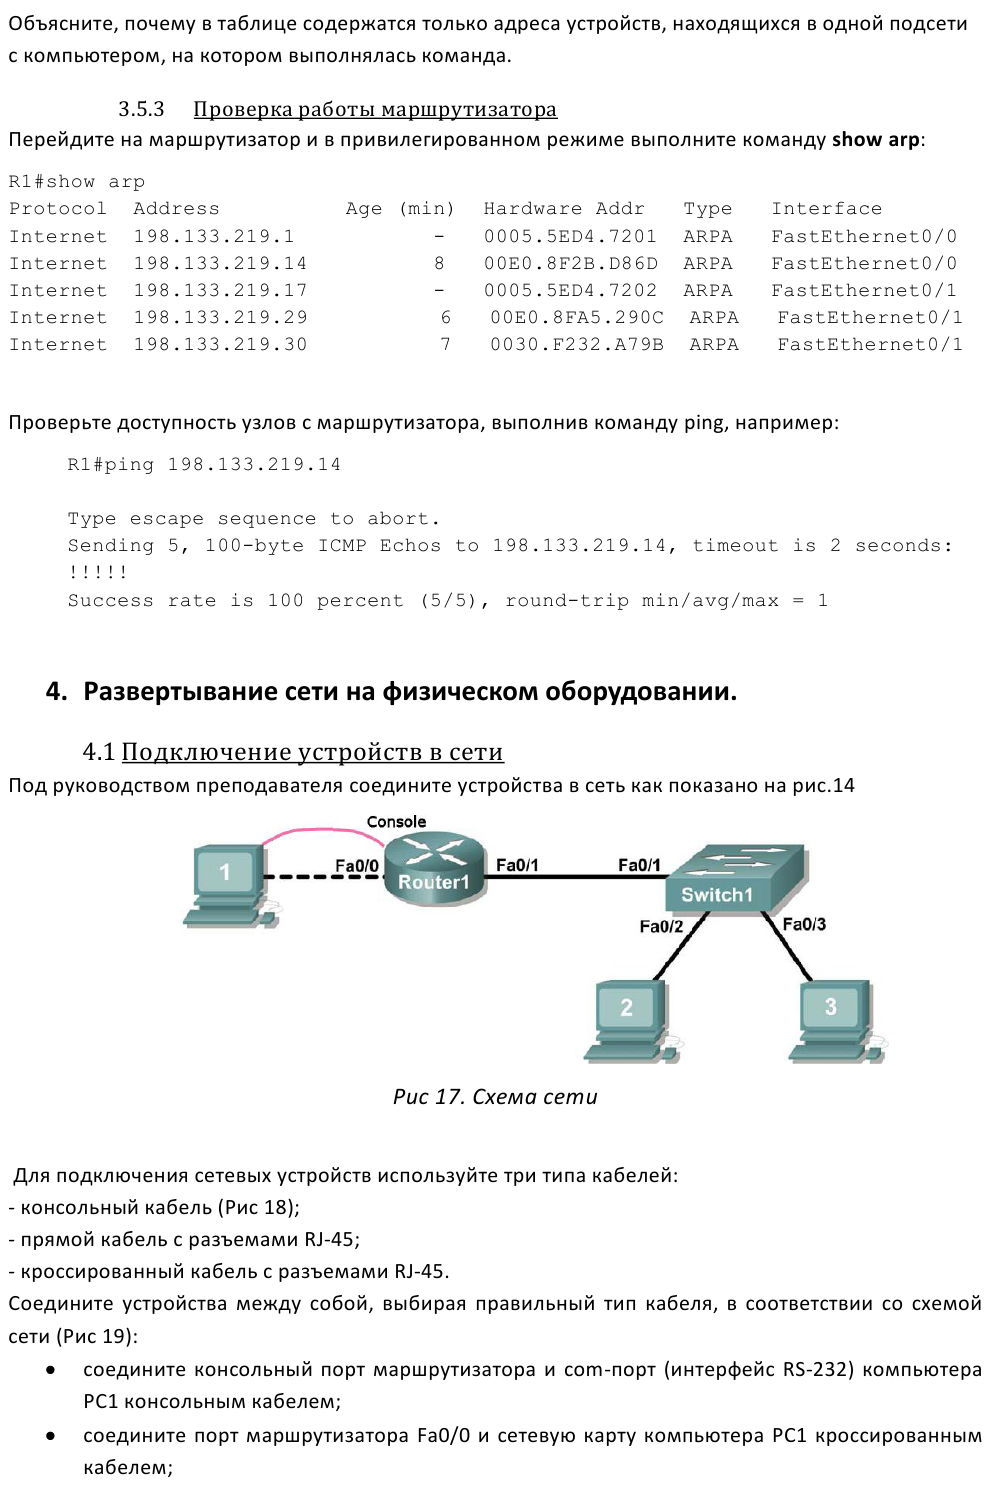 Объясните, почему в таблице содержатся только адреса устройств, находящихся в одной подсети
с компьютером, на котором выполнялась команда.
3.5.3 Проверка работы маршрутизатора
Перейдите на маршрутизатор и в привилегированном режиме выполните команду show arp:
R1#show arp
Protocol Address Age (min) Hardware Addr Type Interface
Internet 198.133.219.1 - 0005.5ED4.7201 ARPA FastEthernet0/0
Internet 198.133.219.14 8 00E0.8F2B.D86D ARPA FastEthernet0/0
Internet 198.133.219.17 - 0005.5ED4.7202 ARPA FastEthernet0/1
Internet 198.133.219.29 6 00E0.8FA5.290C ARPA FastEthernet0/1
Internet 198.133.219.30 7 0030.F232.A79B ARPA FastEthernet0/1
Проверьте доступность узлов с маршрутизатора, выполнив команду ping, например:
R1#ping 198.133.219.14
Type escape sequence to abort.
Sending 5, 100-byte ICMP Echos to 198.133.219.14, timeout is 2 seconds:
!!!!!
Success rate is 100 percent (5/5), round-trip min/avg/max = 1
4. Развертывание сети на физическом оборудовании.
4.1 Подключение устройств в сети
Под руководством преподавателя соедините устройства в сеть как показано на рис.14
Console
1 Fa0/0 Router1 Fa0/1 Fa0/1 Switch1
Fa0/2 Fa0/3
2 3
Рис 17. Схема сети
Для подключения сетевых устройств используйте три типа кабелей:
- консольный кабель (Рис 18);
- прямой кабель с разъемами RJ-45;
- кроссированный кабель с разъемами RJ-45.
Соедините устройства между собой, выбирая правильный тип кабеля, в соответствии со схемой
сети (Рис 19):
• соедините консольный порт маршрутизатора и com-порт (интерфейс RS-232) компьютера
PC1 консольным кабелем;
• соедините порт маршрутизатора Fa0/0 и сетевую карту компьютера PC1 кроссированным
кабелем;